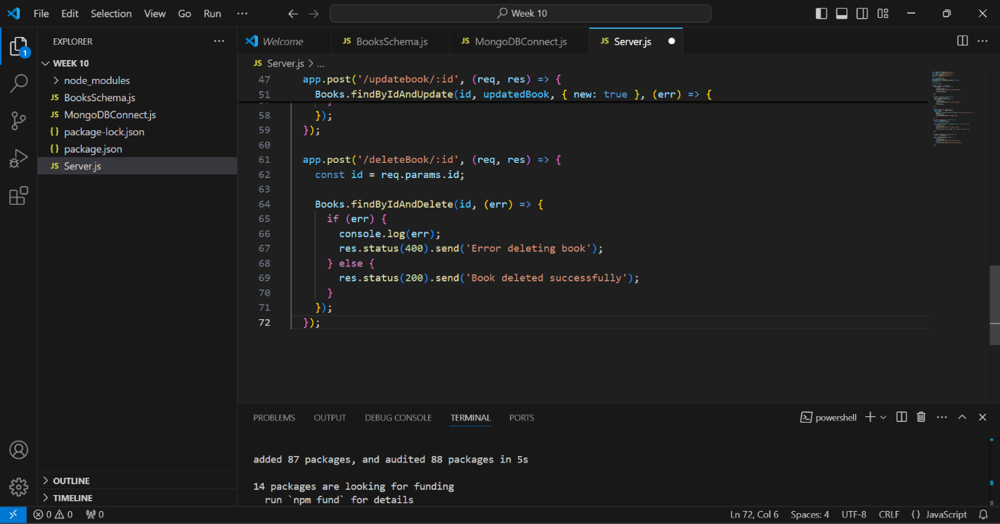 File Edit Selection View Go Run ··· Week 10
EXPLORER ···
1
WEEK 10
node_modules
JS BooksSchema.js
JS MongoDBConnect.js
{} package-lock.json
{} package.json
JS Server.js
OUTLINE
TIMELINE
Welcome JS BooksSchema.js JS MongoDBConnect.js JS Server.js
JS Server.js > ...
47 app.post('/updatebook/:id', (req, res) => {
51 Books.findByIdAndUpdate(id, updatedBook, { new: true }, (err) => {
58 });
59 });
60
61 app.post('/deleteBook/:id', (req, res) => {
62 const id = req.params.id;
63
64 Books.findByIdAndDelete(id, (err) => {
65 if (err) {
66 console.log(err);
67 res.status(400).send('Error deleting book');
68 } else {
69 res.status(200).send('Book deleted successfully');
70 }
71 });
72 });
PROBLEMS OUTPUT DEBUG CONSOLE TERMINAL PORTS powershell
added 87 packages, and audited 88 packages in 5s
14 packages are looking for funding
run `npm fund` for details
0 0 0 Ln 72, Col 6 Spaces: 4 UTF-8 CRLF {} JavaScript